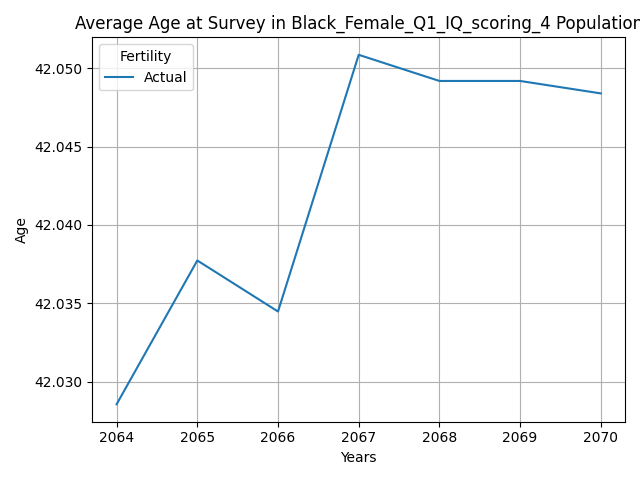 Average Age at Survey in Black_Female_Q1_IQ_scoring_4 Population
Fertility
Actual
42.050
42.045
42.040
42.035
42.030
Age
2064 2065 2066 2067 2068 2069 2070
Years